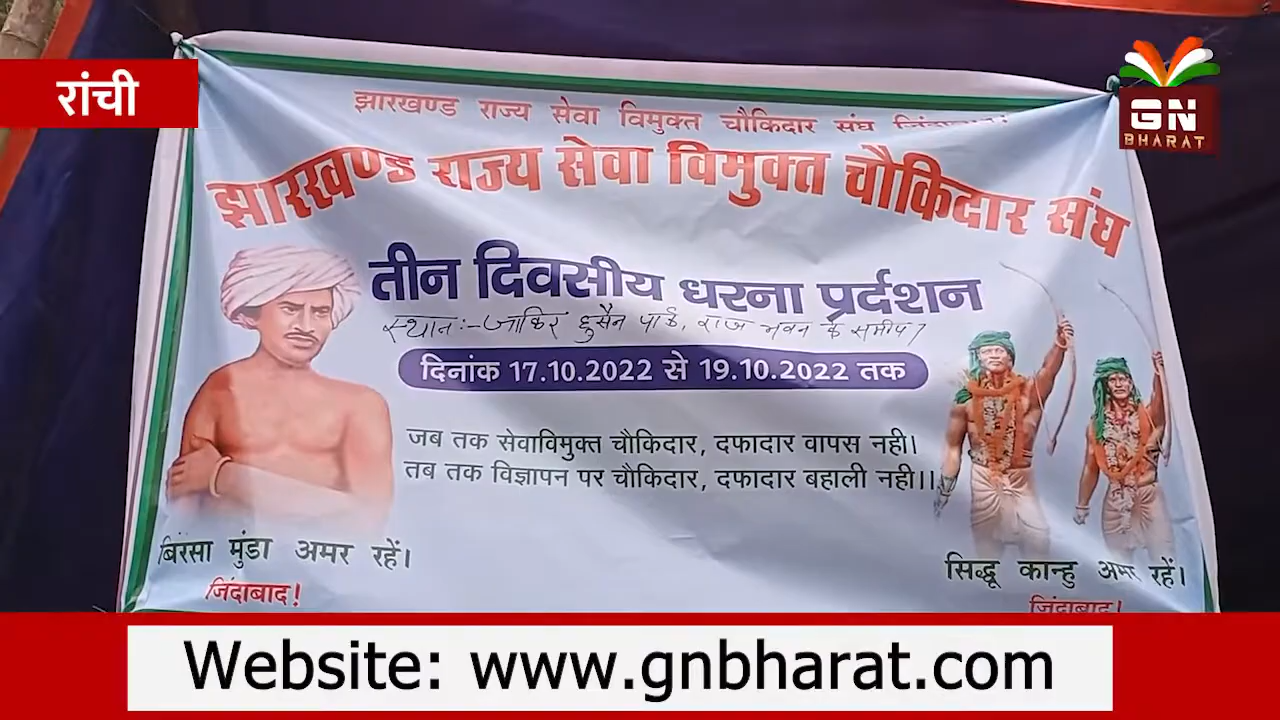 रांची
GN
BHARAT
झारखण्ड राज्य सेवा विमुक्त चौकिदार संघ
झारखण्ड राज्य सेवा विमुक्त चौकिदार संघ
तीन दिवसीय धरना प्रर्दशन
स्थान:- जाकिर हुसैन पार्क, राज भवन के समीप,
दिनांक 17.10.2022 से 19.10.2022 तक
जब तक सेवाविमुक्त चौकिदार, दफादार वापस नही।
तब तक विज्ञापन पर चौकिदार, दफादार बहाली नही।।
बिरसा मुंडा अमर रहें।
जिंदाबाद!
सिद्धू कान्हु अमर रहें।
जिंदाबाद!
Website: www.gnbharat.com